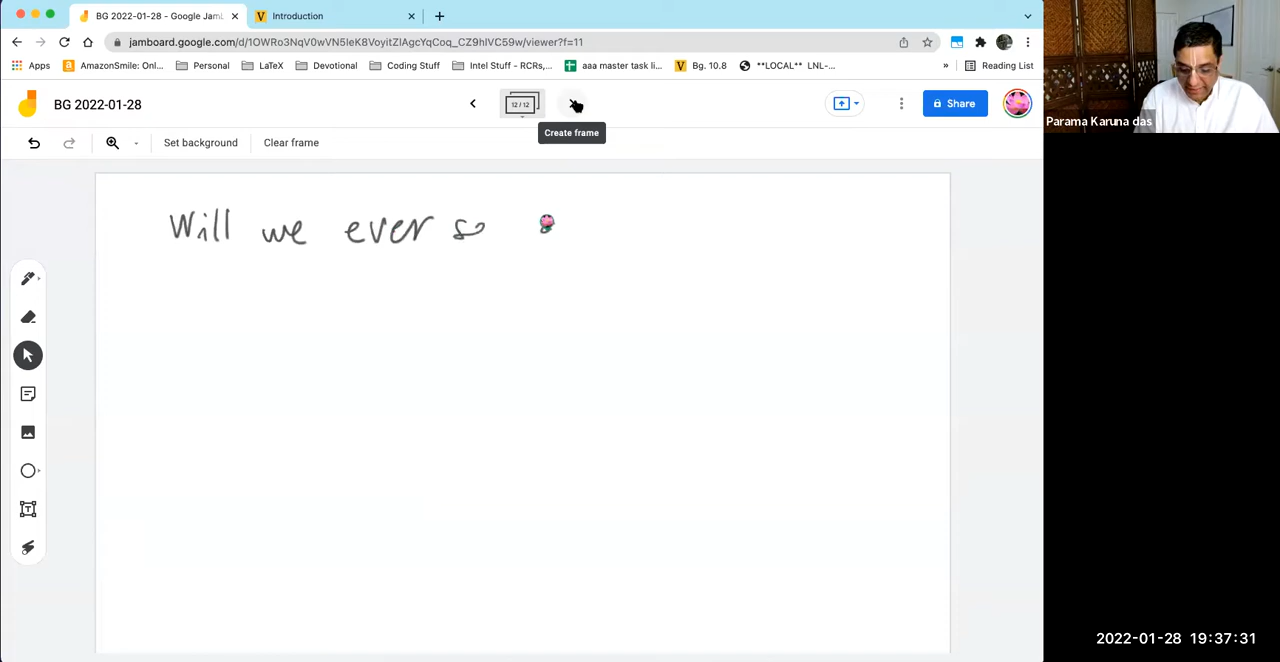 BG 2022-01-28 - Google Jam
Introduction
jamboard.google.com/d/1OWRo3NqV0wVN5leK8VoyitZlAgcYqCoq_CZ9hlVC59w/viewer?f=11
Apps AmazonSmile: Onl... Personal LaTeX Devotional Coding Stuff Intel Stuff - RCRs,... aaa master task li... Bg. 10.8 **LOCAL** LNL-... » Reading List
BG 2022-01-28
12 / 12
Share
Create frame
Parama Karuna das
Set background Clear frame
Will we ever so
2022-01-28 19:37:31